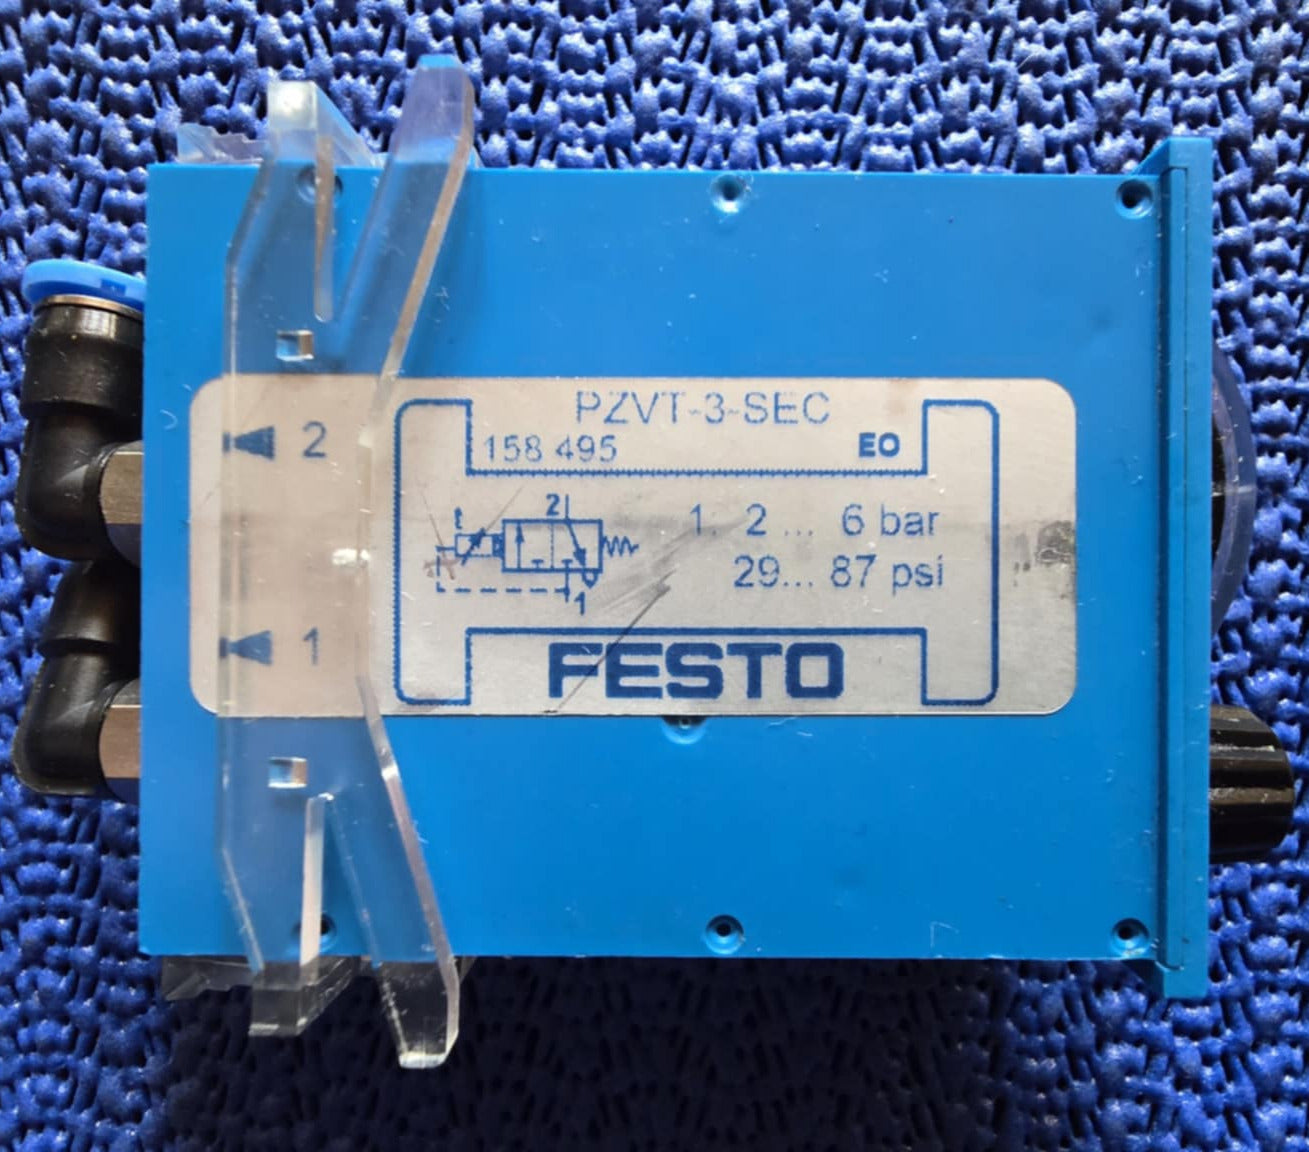 PZVT-3-SEC
158 495 EO
2
t 2 1. 2 ... 6 bar
29... 87 psi
1
1
FESTO